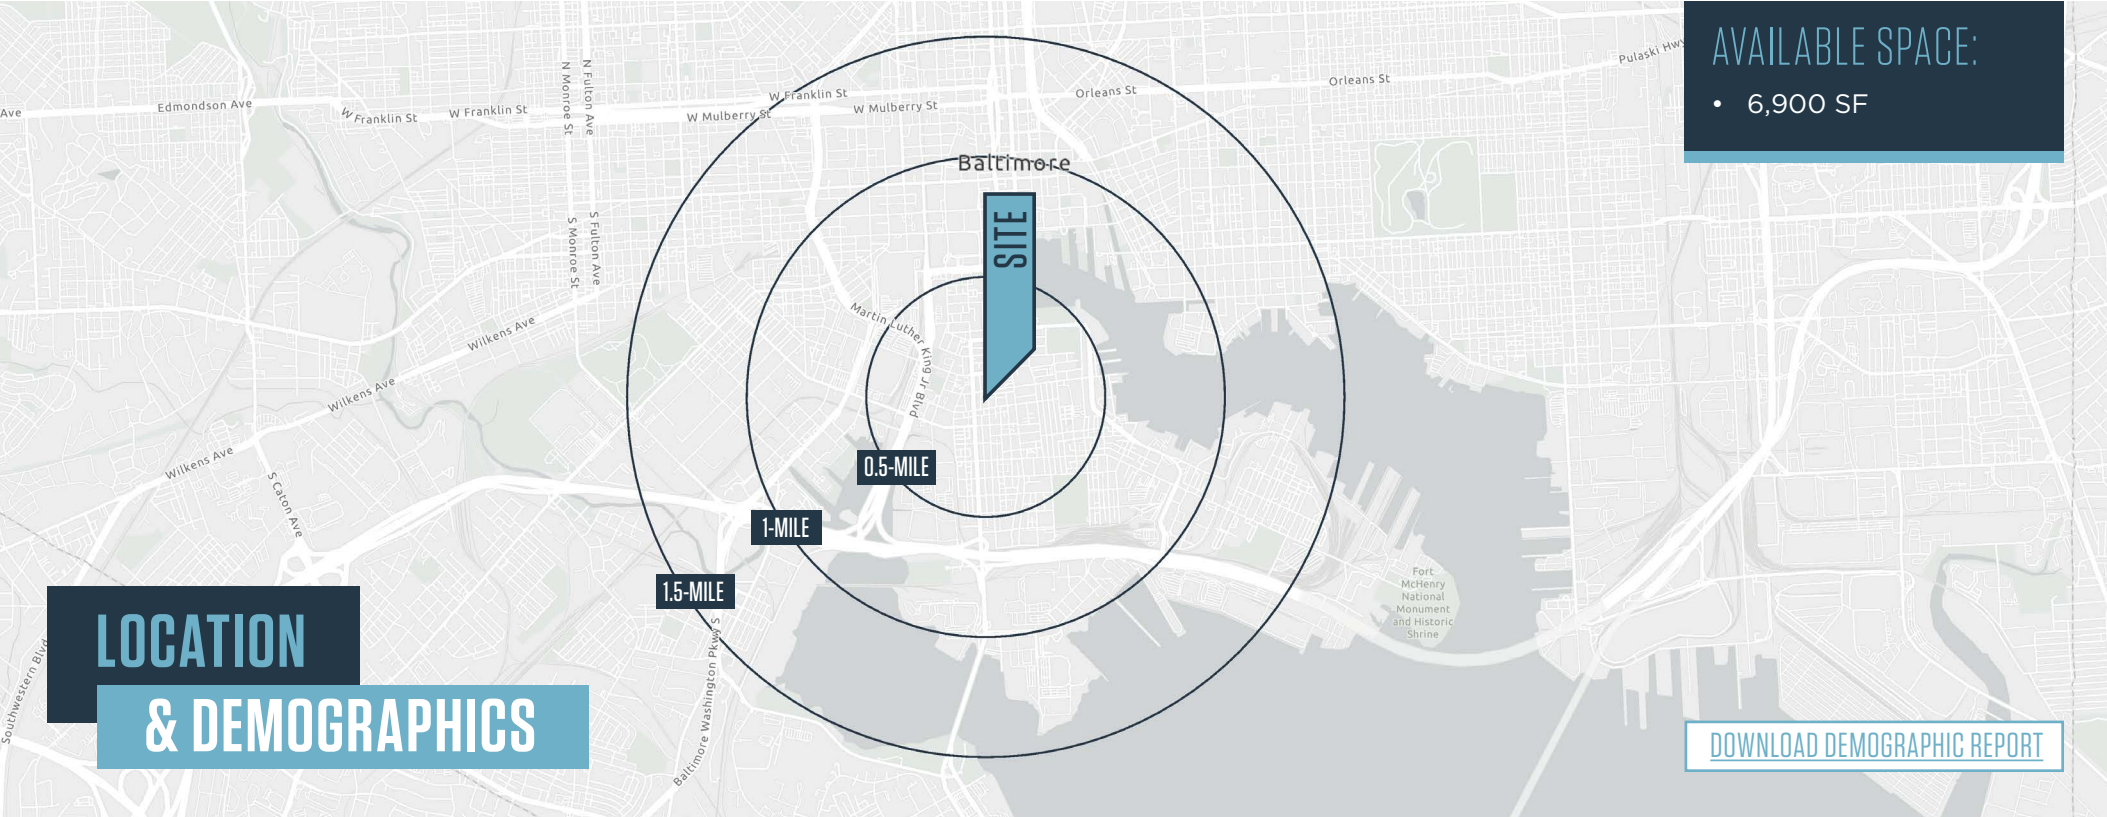 AVAILABLE SPACE:
• 6,900 SF
Pulaski Hwy
Orleans St
Orleans St
W Franklin St
W Mulberry St
W Mulberry St
W Franklin St
W Franklin St
Edmondson Ave
Ave
N Monroe St
N Fulton Ave
Baltimore
SITE
S Monroe St
S Fulton Ave
Martin Luther King Jr Blvd
Wilkens Ave
Wilkens Ave
Wilkens Ave
S Caton Ave
0.5-MILE
1-MILE
1.5-MILE
Fort
McHenry
National
Monument
and Historic
Shrine
Baltimore Washington Pkwy S
Southwestern Blvd
LOCATION
& DEMOGRAPHICS
DOWNLOAD DEMOGRAPHIC REPORT